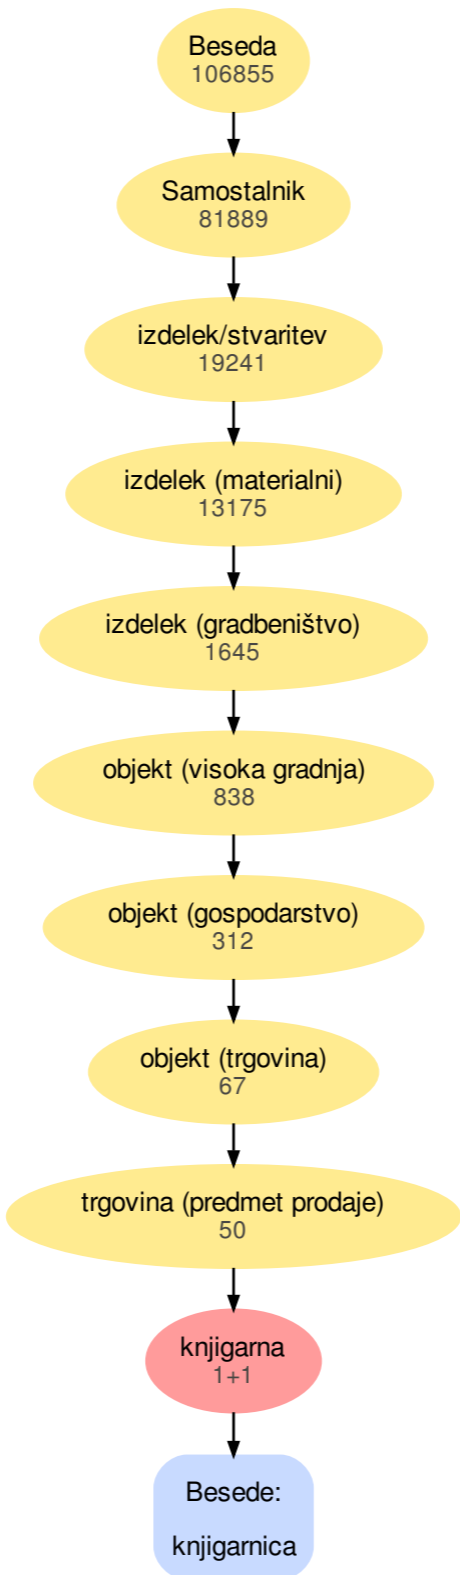 Beseda
106855
Samostalnik
81889
izdelek/stvaritev
19241
izdelek (materialni)
13175
izdelek (gradbeništvo)
1645
objekt (visoka gradnja)
838
objekt (gospodarstvo)
312
objekt (trgovina)
67
trgovina (predmet prodaje)
50
knjigarna
1+1
Besede:
knjigarnica